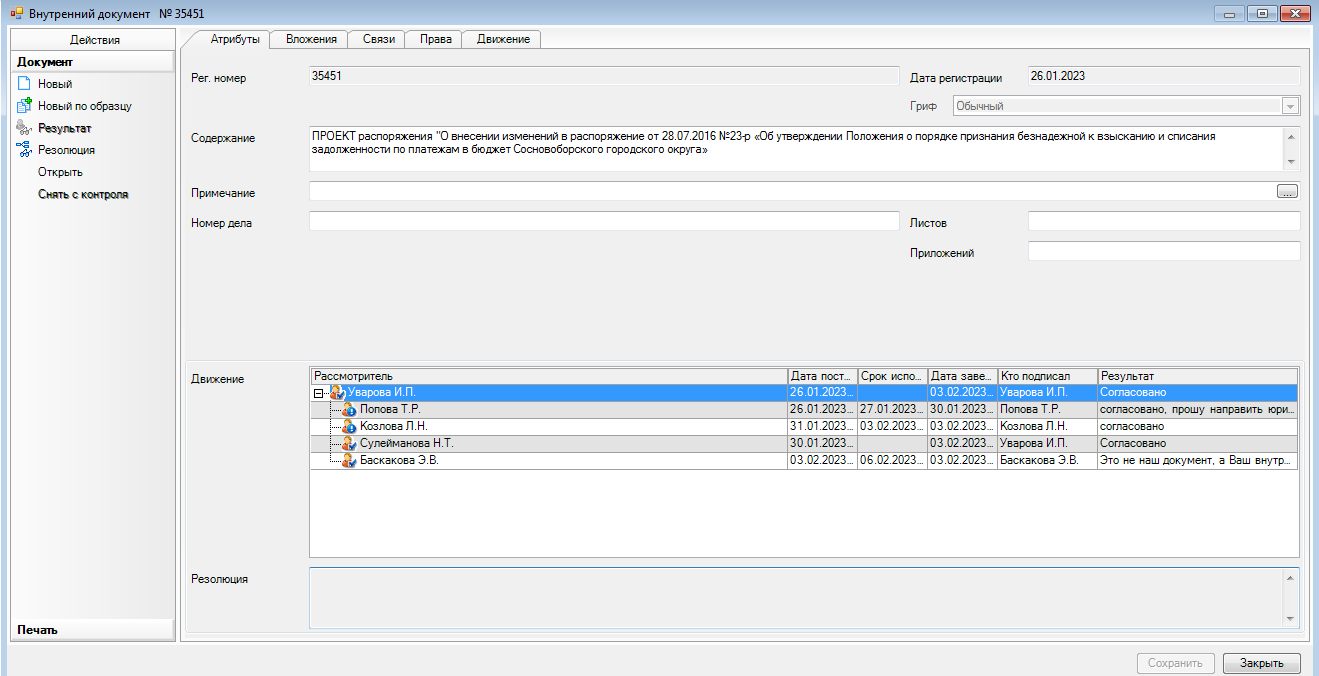 Внутренний документ № 35451
Действия
Документ
Новый
Новый по образцу
Результат
Резолюция
Открыть
Снять с контроля
Печать
Атрибуты Вложения Связи Права Движение
Рег. номер 35451 Дата регистрации 26.01.2023
Гриф Обычный
Содержание ПРОЕКТ распоряжения "О внесении изменений в распоряжение от 28.07.2016 №23-р «Об утверждении Положения о порядке признания безнадежной к взысканию и списания
задолженности по платежам в бюджет Сосновоборского городского округа»
Примечание ...
Номер дела Листов
Приложений
Движение
Рассмотритель Дата пост... Срок испо... Дата заве... Кто подписал Результат
Уварова И.П. 26.01.2023... 03.02.2023... Уварова И.П. Согласовано
Попова Т.Р. 26.01.2023... 27.01.2023... 30.01.2023... Попова Т.Р. согласовано, прошу направить юри...
Козлова Л.Н. 31.01.2023... 03.02.2023... 03.02.2023... Козлова Л.Н. согласовано
Сулейманова Н.Т. 30.01.2023... 03.02.2023... Уварова И.П. Согласовано
Баскакова Э.В. 03.02.2023... 06.02.2023... 03.02.2023... Баскакова Э.В. Это не наш документ, а Ваш внутр...
Резолюция
Сохранить Закрыть